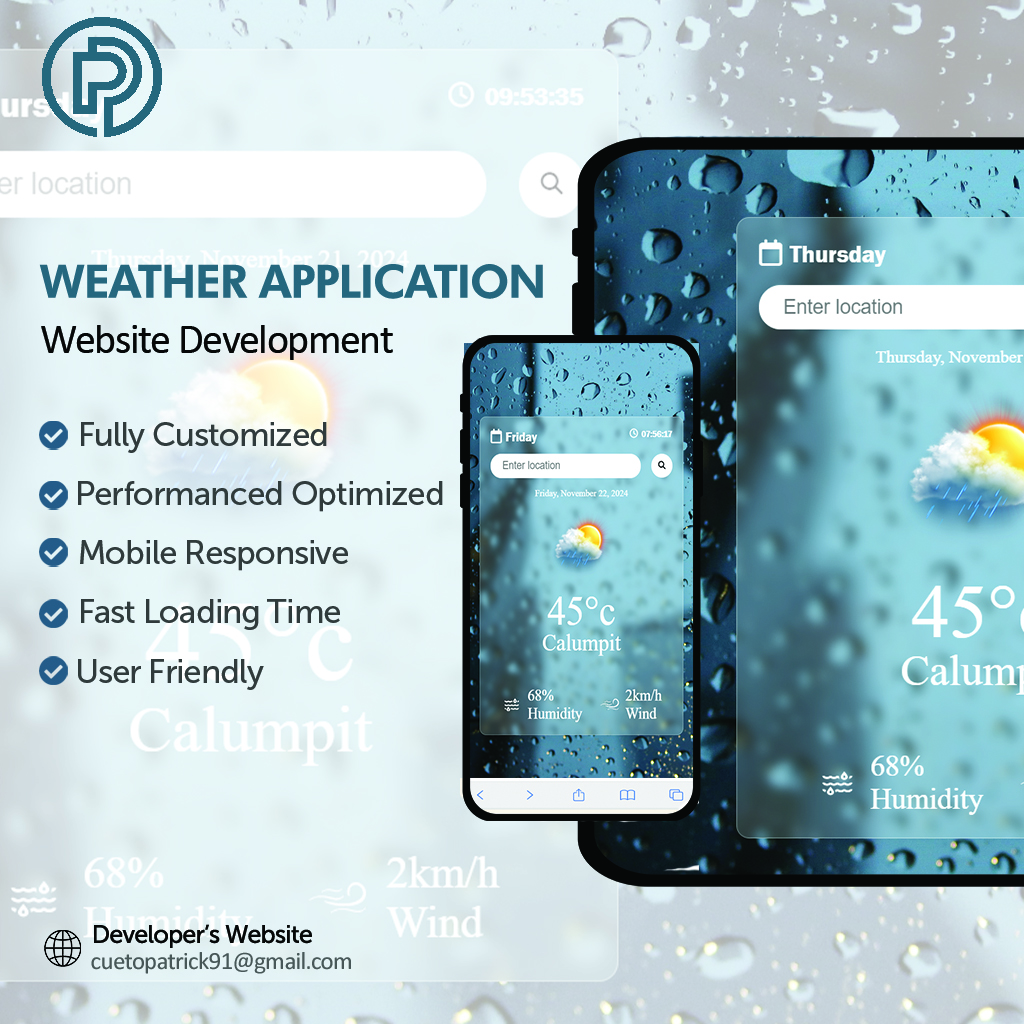 09:53:35
er location
Thursday, November 21, 2024
WEATHER APPLICATION
Website Development
Fully Customized
Performanced Optimized
Mobile Responsive
Fast Loading Time
User Friendly
45°c
Calumpit
68%
Humidity
2km/h
Wind
Developer's Website
cuetopatrick91@gmail.com
Friday
07:56:17
Enter location
Friday, November 22, 2024
45°c
Calumpit
68%
Humidity
2km/h
Wind
Thursday
Enter location
Thursday, November
45°c
Calump
68%
Humidity